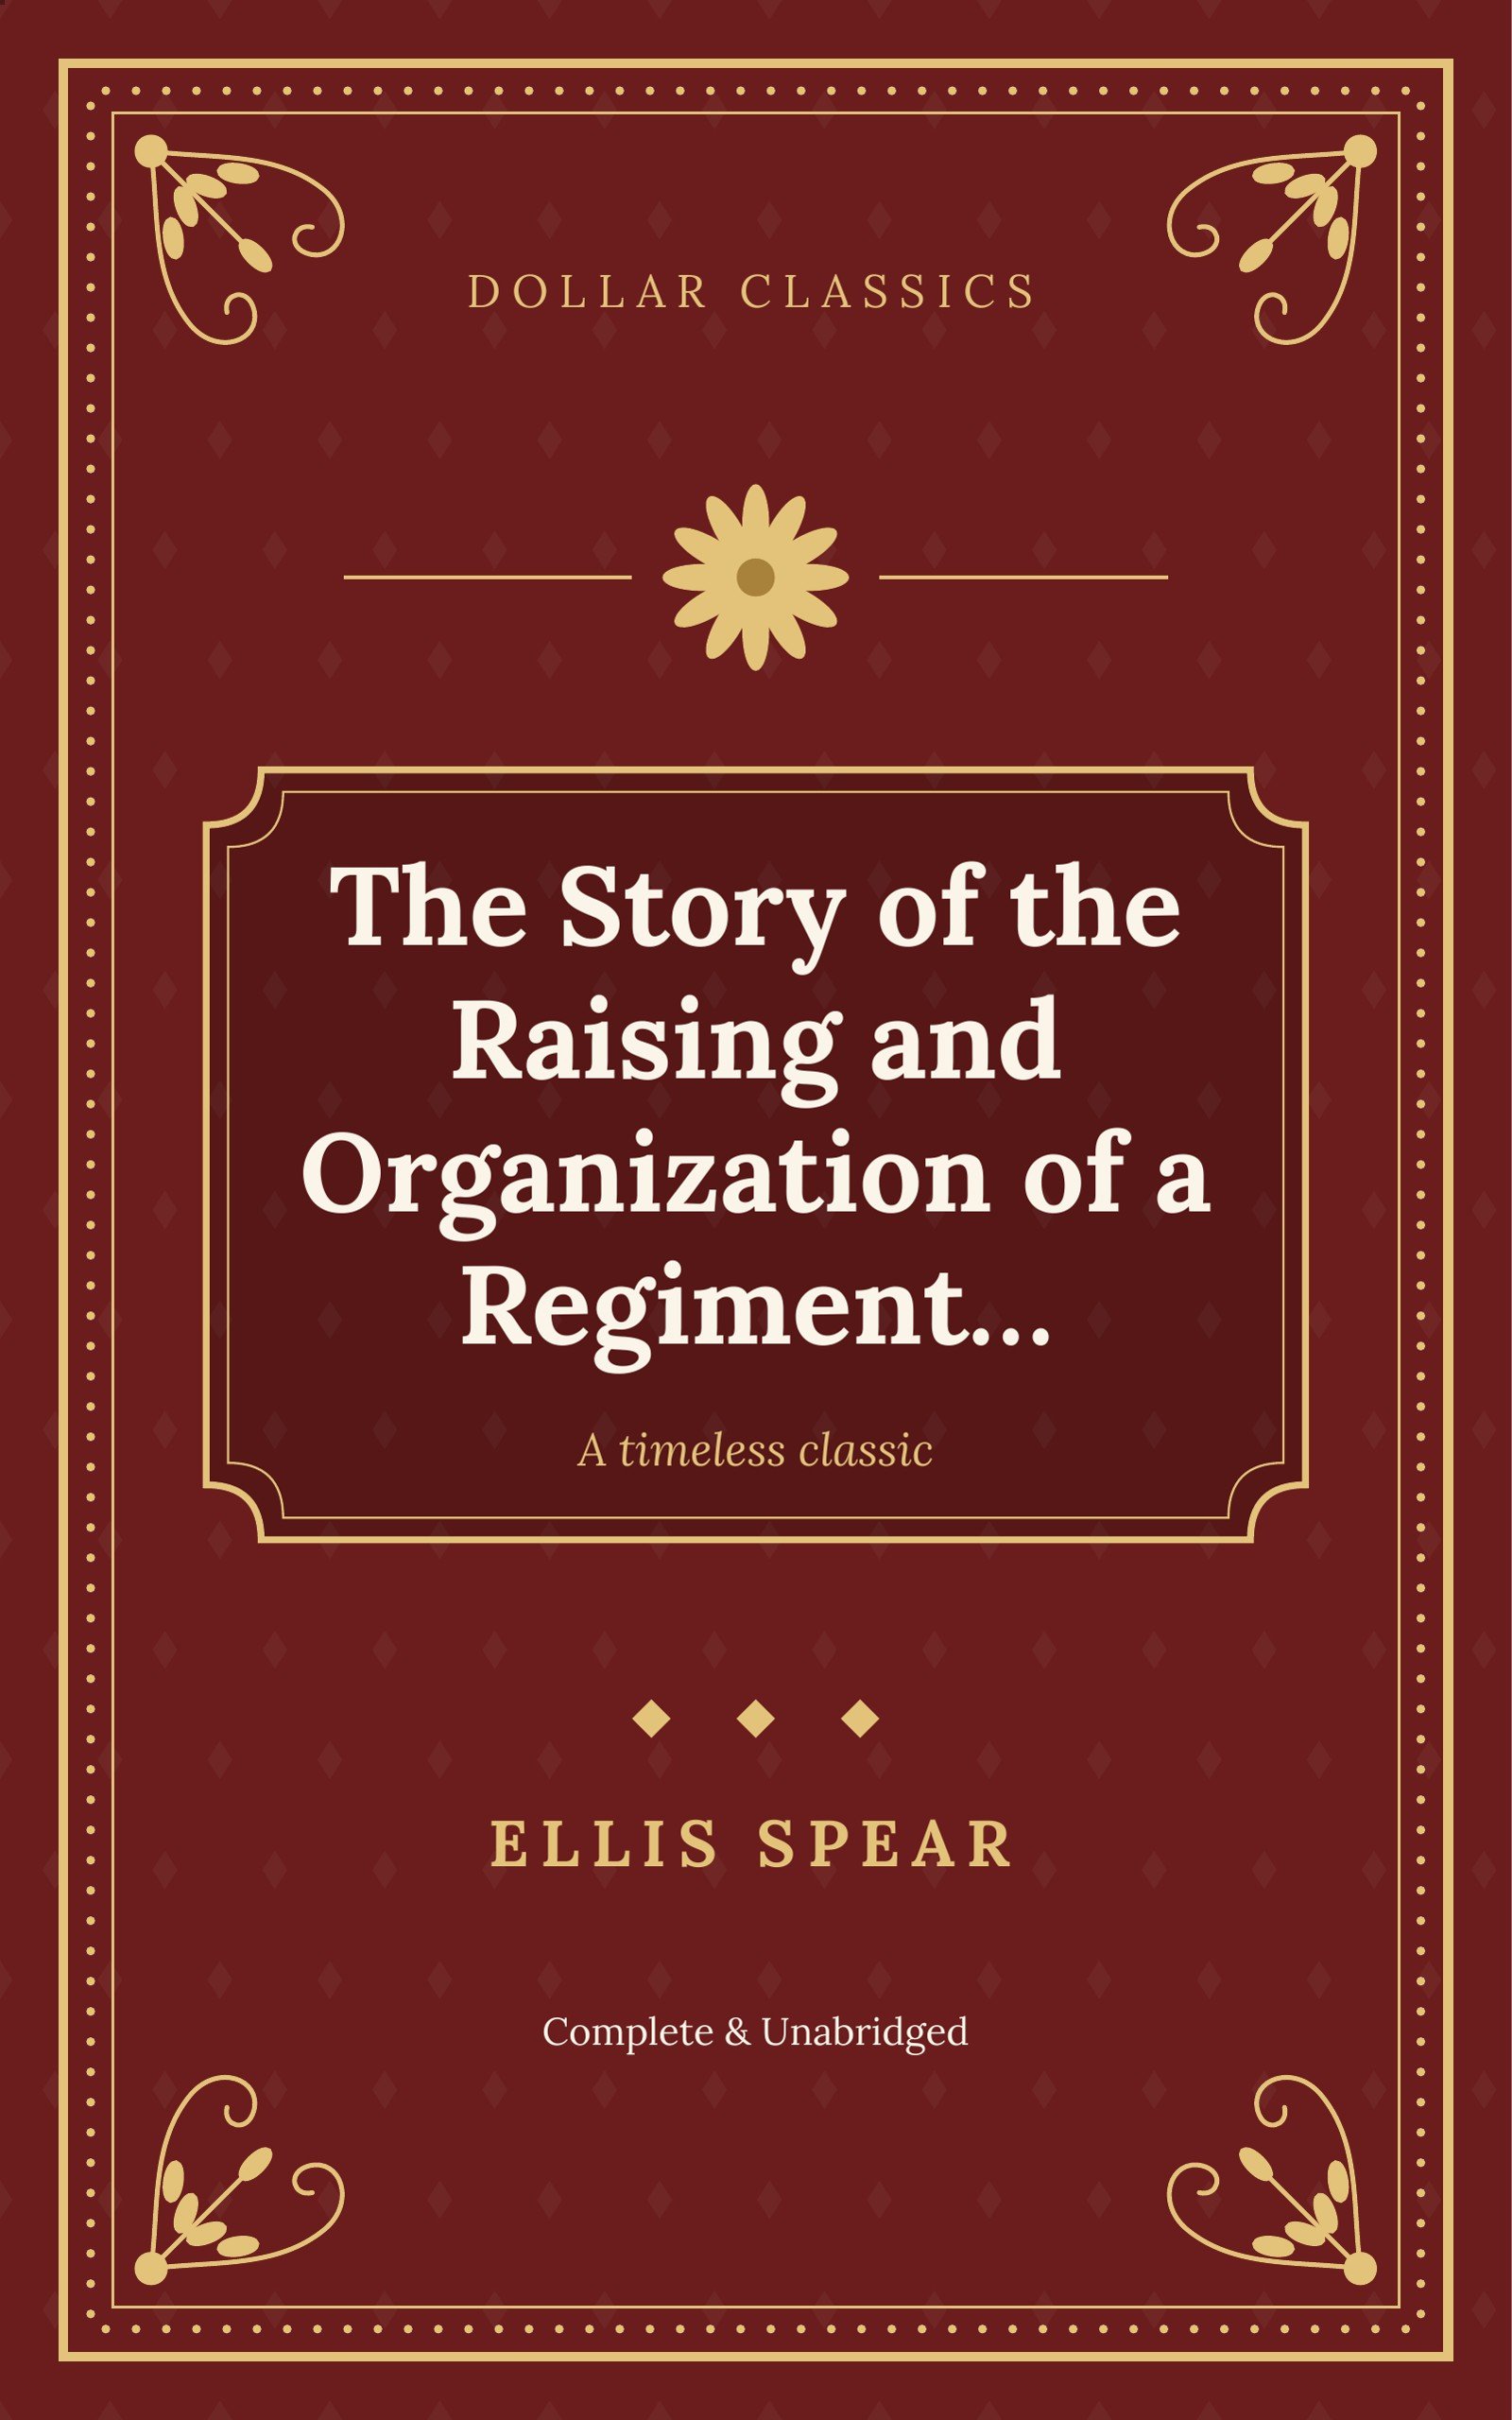 DOLLAR CLASSICS
The Story of the
Raising and
Organization of a
Regiment...
A timeless classic
ELLIS SPEAR
Complete & Unabridged